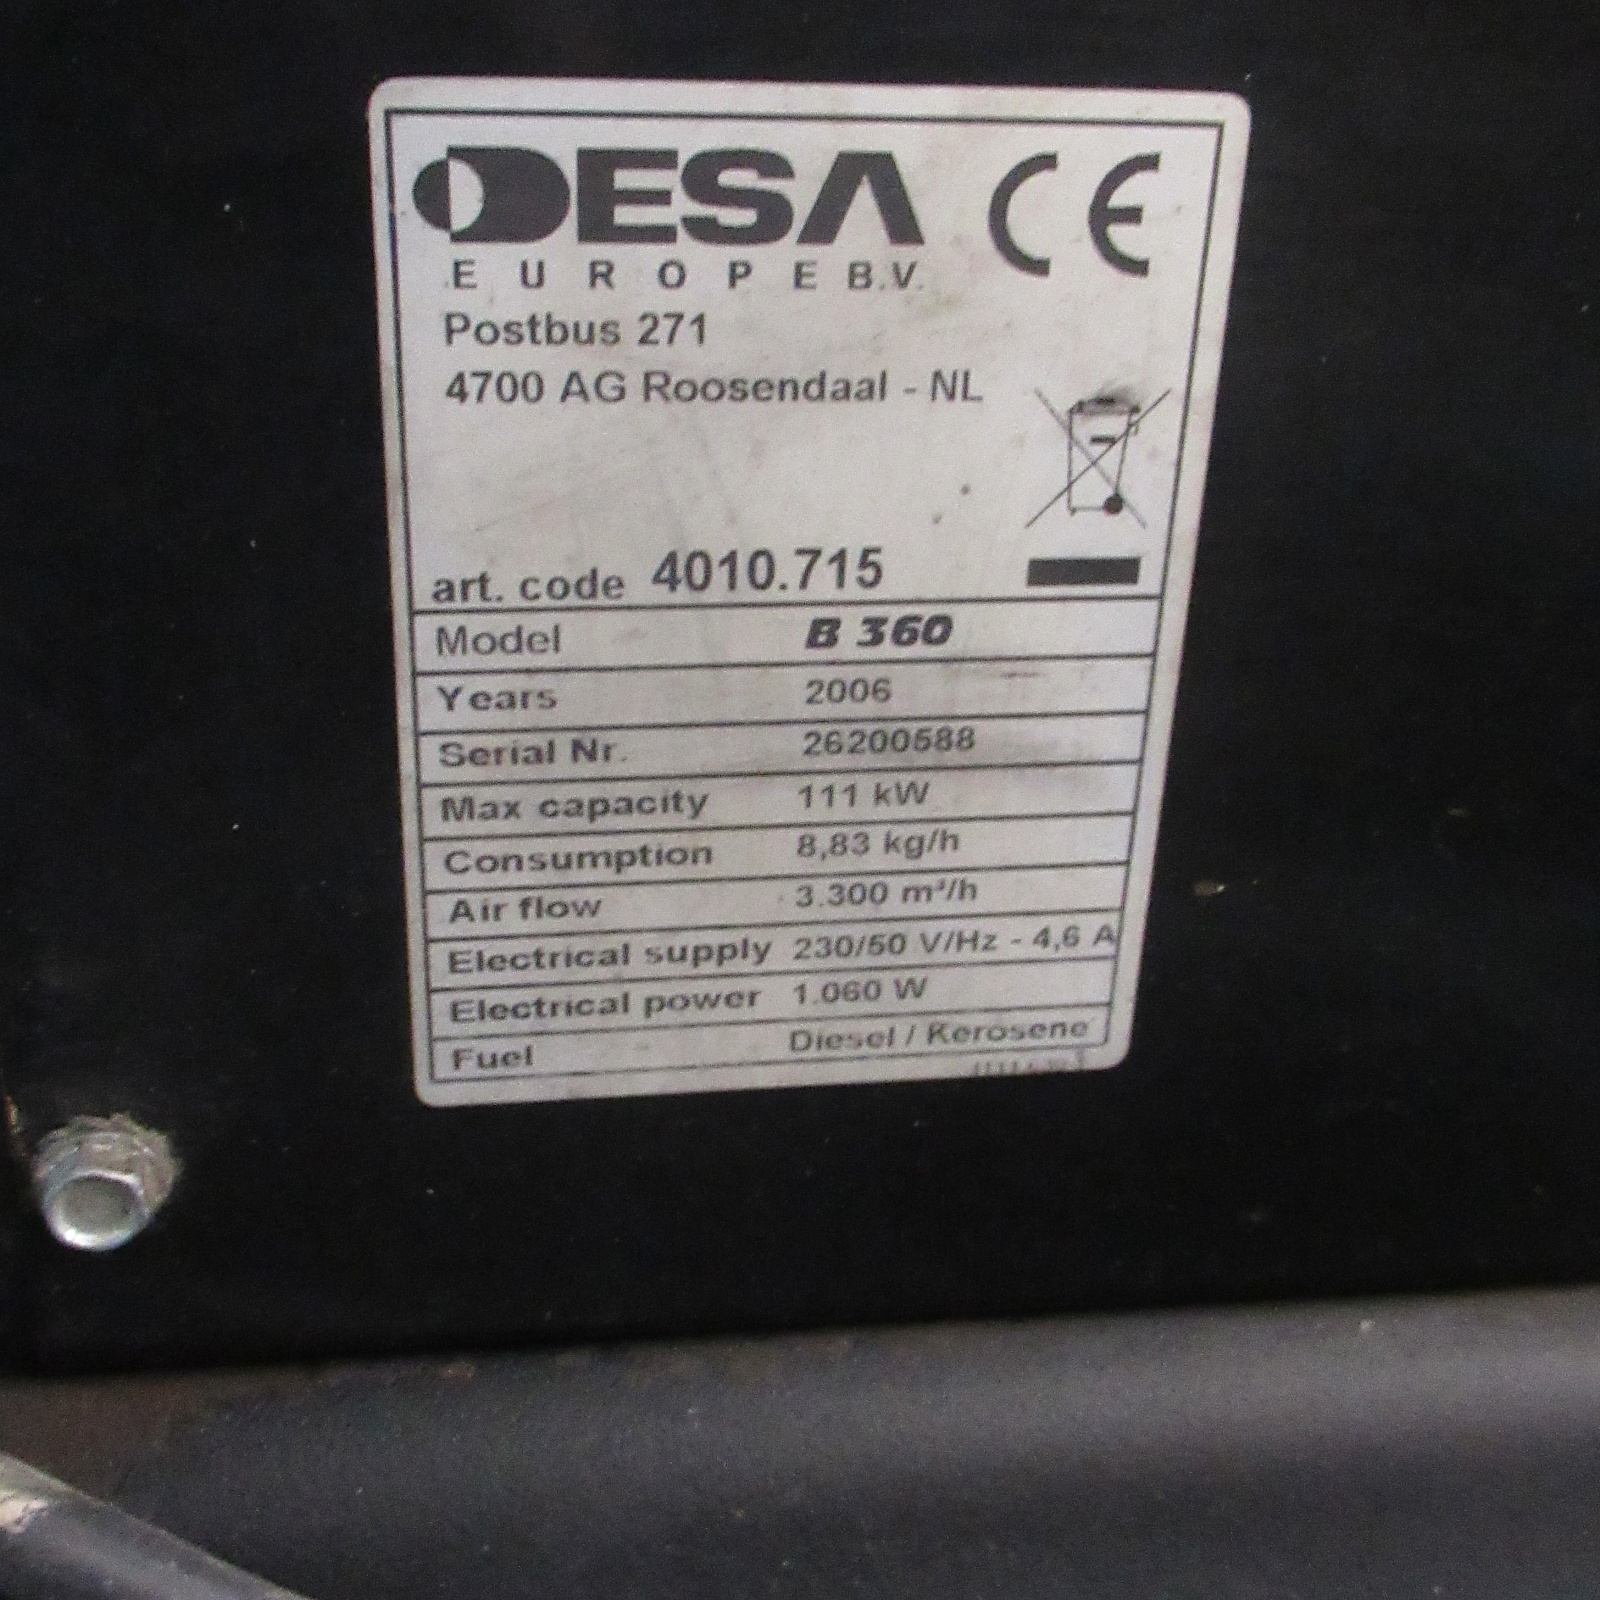 DESA CE
EUROPE B.V.
Postbus 271
4700 AG Roosendaal - NL
art. code 4010.715
Model B 360
Years 2006
Serial Nr. 26200588
Max capacity 111 kW
Consumption 8,83 kg/h
Air flow 3.300 m³/h
Electrical supply 230/50 V/Hz - 4,6 A
Electrical power 1.060 W
Fuel Diesel / Kerosene